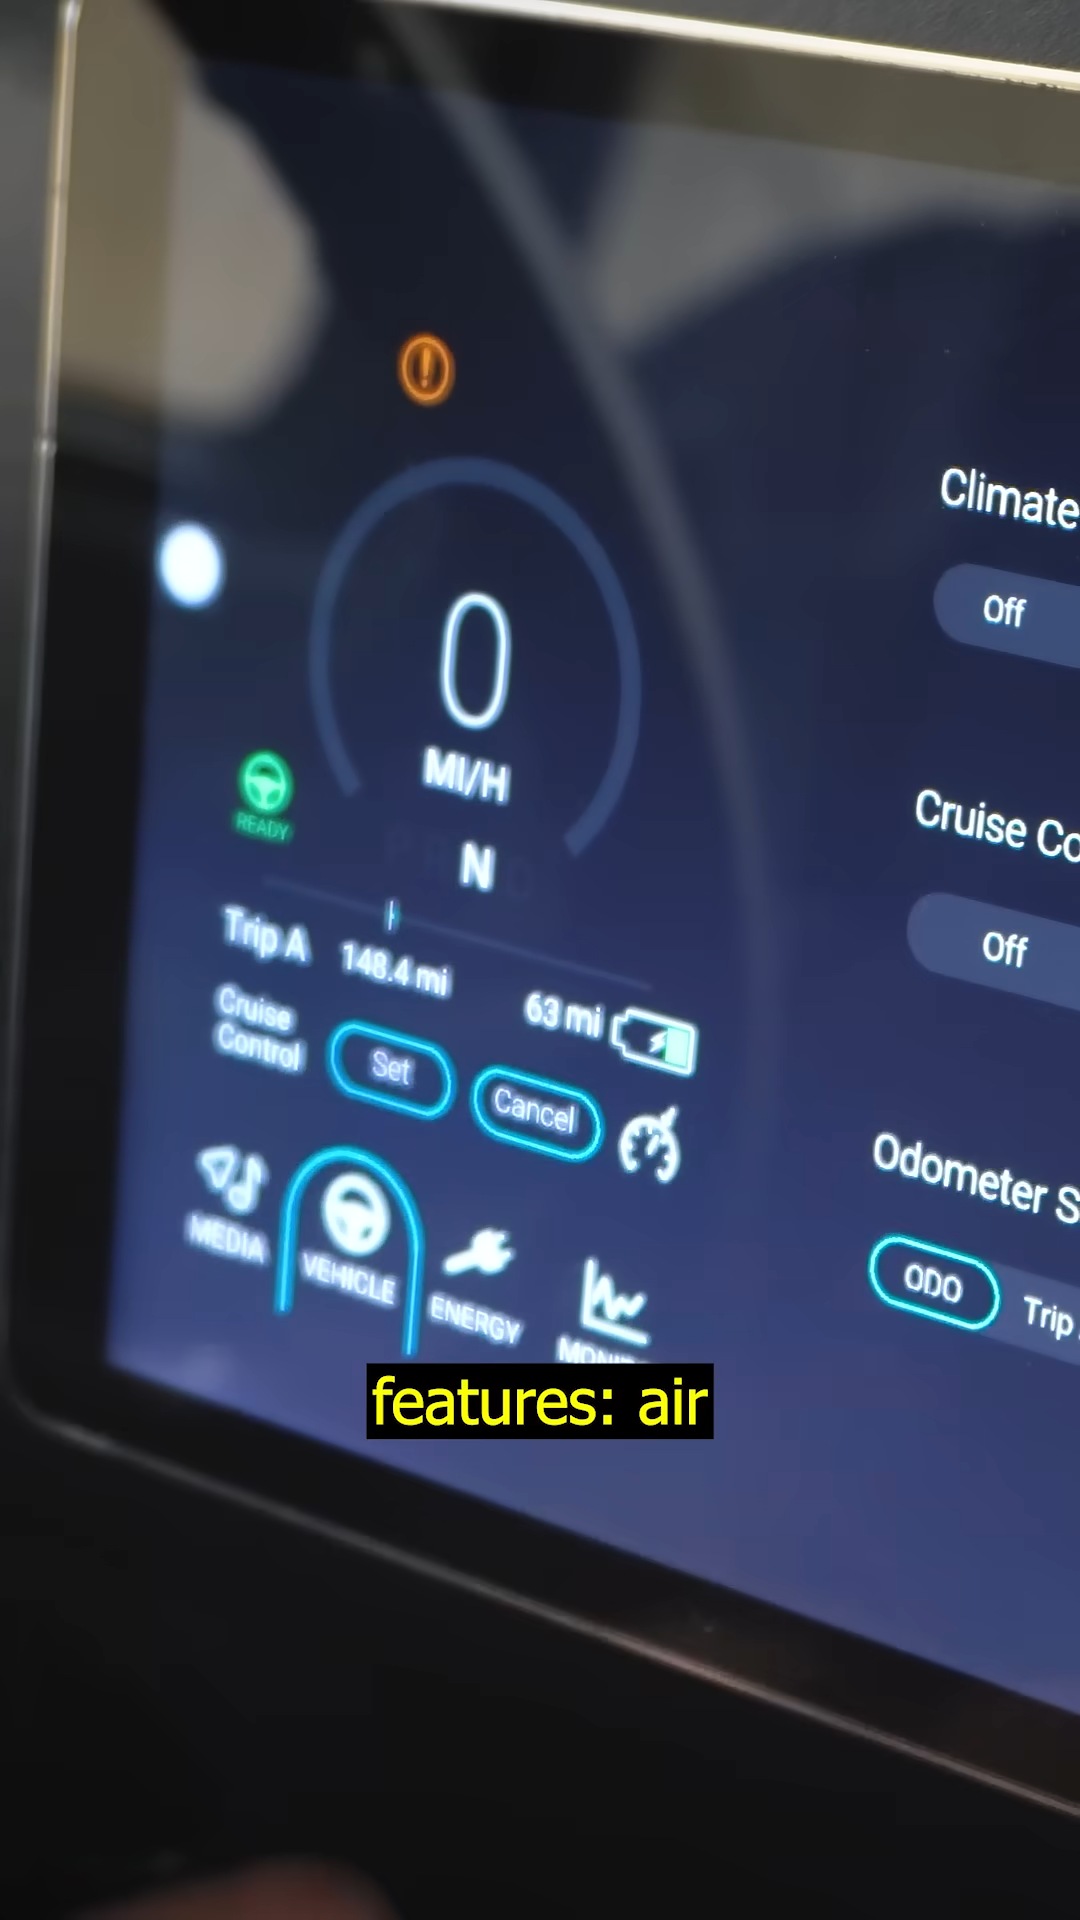 0
MI/H
READY
P R N D
Trip A 148.4 mi
63 mi
Cruise
Control
Set
Cancel
MEDIA
VEHICLE
ENERGY
Climate
Off
Cruise
Off
Odometer
ODO
Trip
features: air